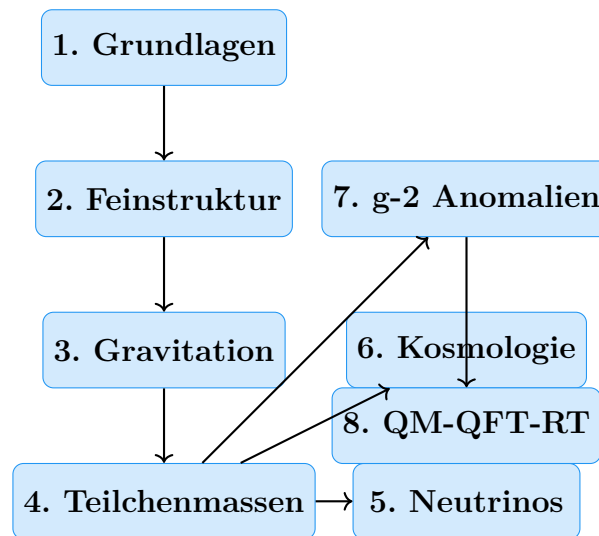 1. Grundlagen
2. Feinstruktur
7. g-2 Anomalien
3. Gravitation
6. Kosmologie
8. QM-QFT-RT
4. Teilchenmassen
5. Neutrinos